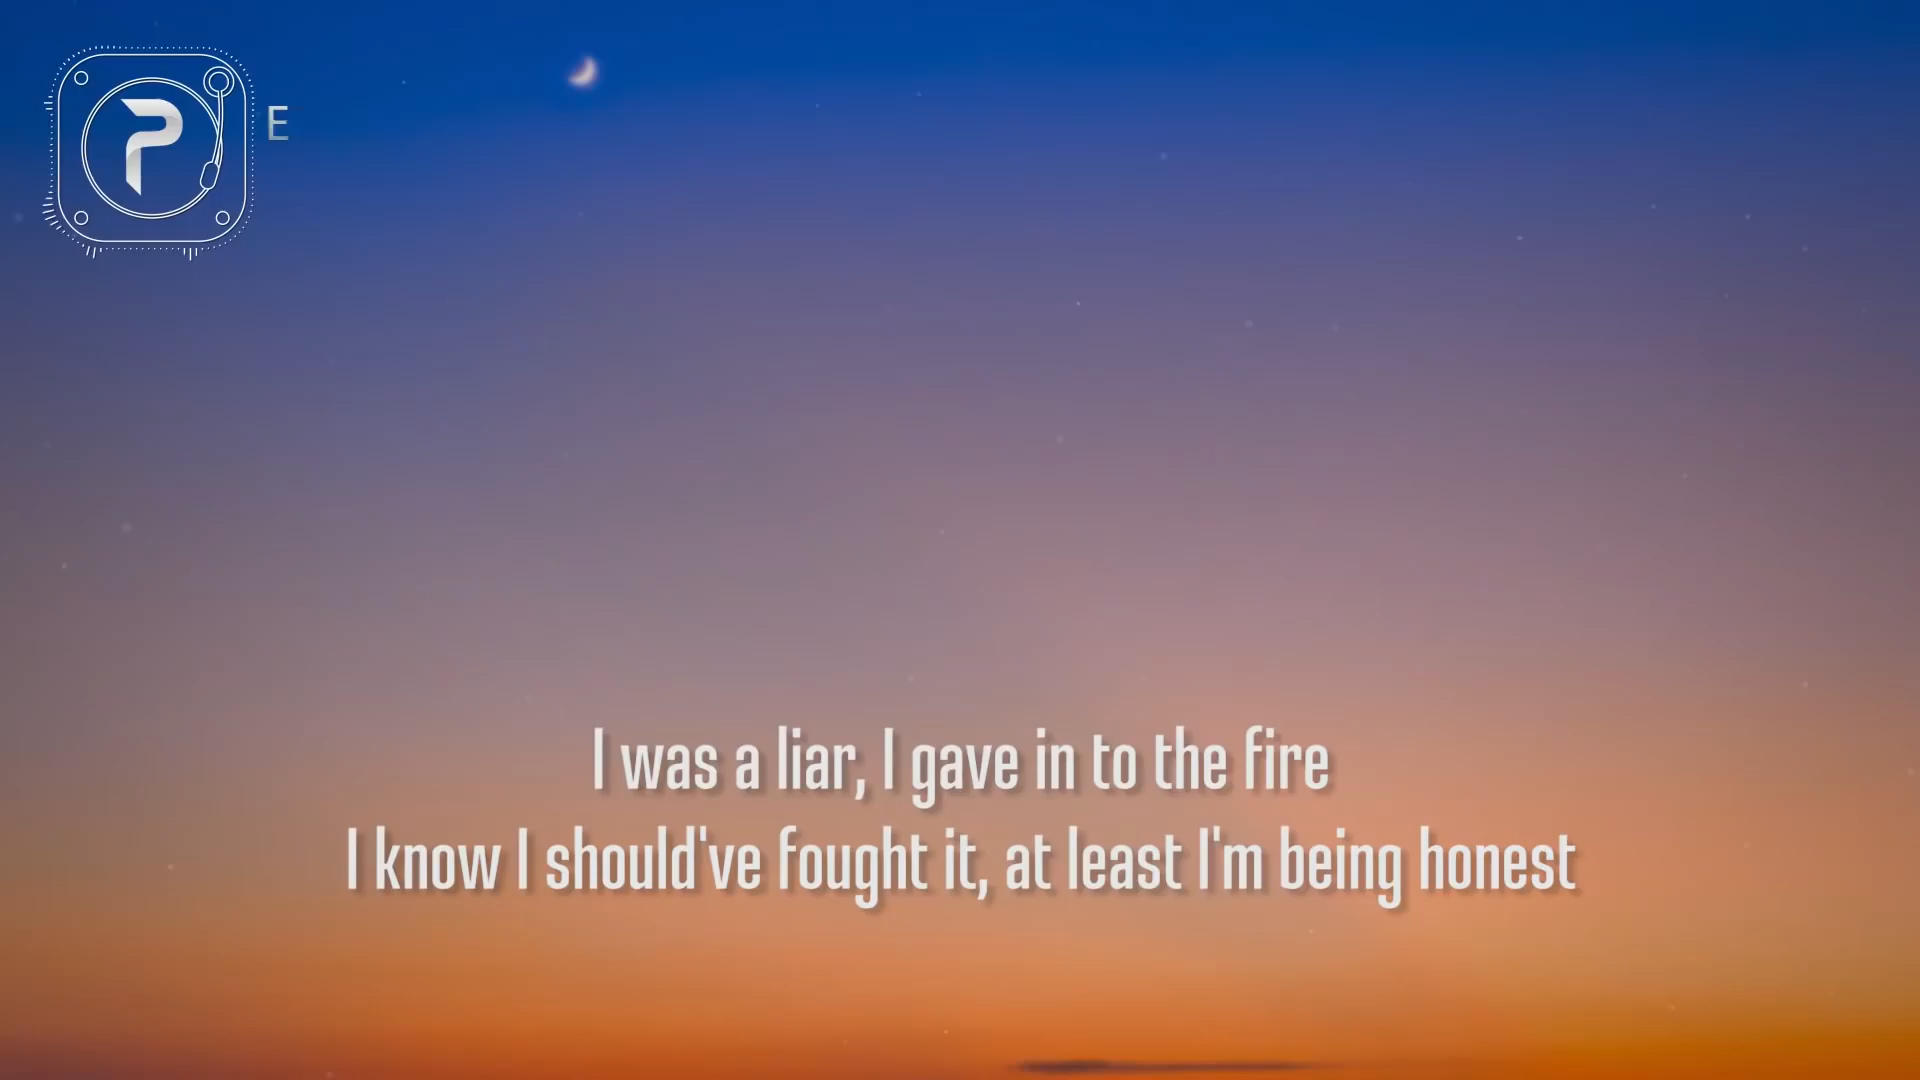 P
E
I was a liar, I gave in to the fire
I know I should've fought it, at least I'm being honest